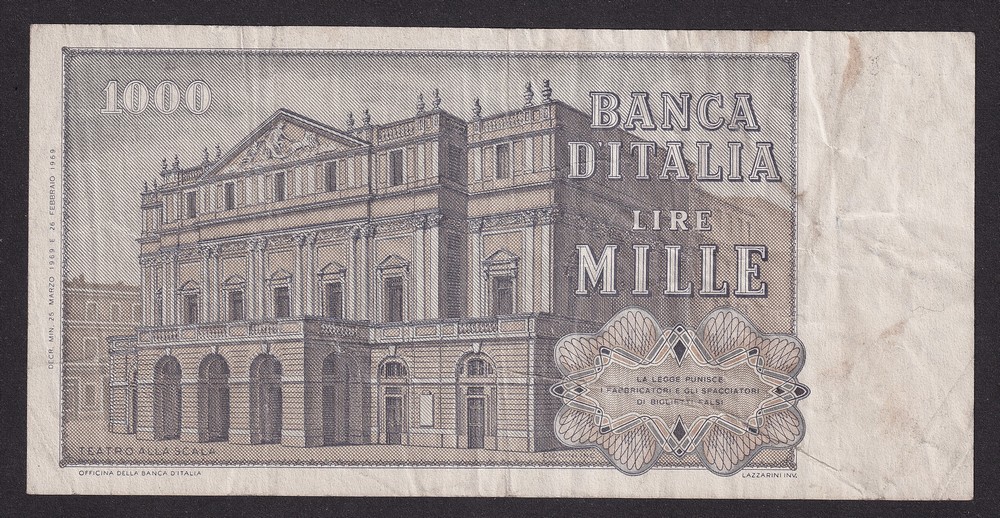 1000
BANCA
D'ITALIA
LIRE
MILLE
DECR. MIN. 25 MARZO 1969 E 26 FEBBRAIO 1969
LA LEGGE PUNISCE
I FABBRICATORI E GLI SPACCIATORI
DI BIGLIETTI FALSI
TEATRO ALLA SCALA
OFFICINA DELLA BANCA D'ITALIA
LAZZARINI INV.